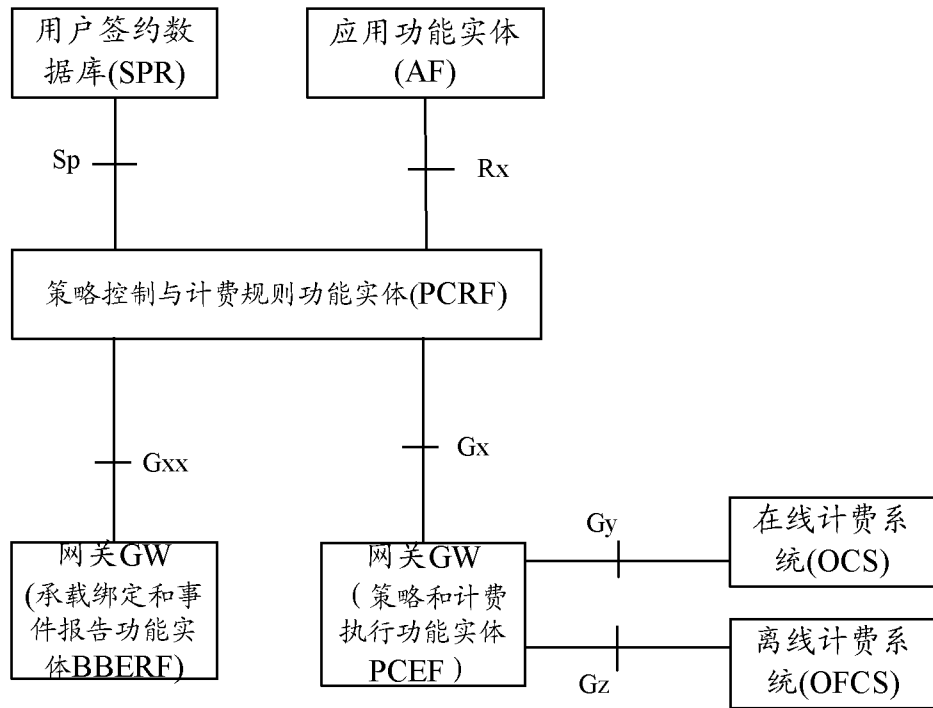 用户签约数
据库(SPR)
应用功能实体
(AF)
Sp
Rx
策略控制与计费规则功能实体(PCRF)
Gxx
Gx
网关GW
(承载绑定和事
件报告功能实
体BBERF)
网关GW
(策略和计费
执行功能实体
PCEF)
Gy
在线计费系
统(OCS)
Gz
离线计费系
统(OFCS)